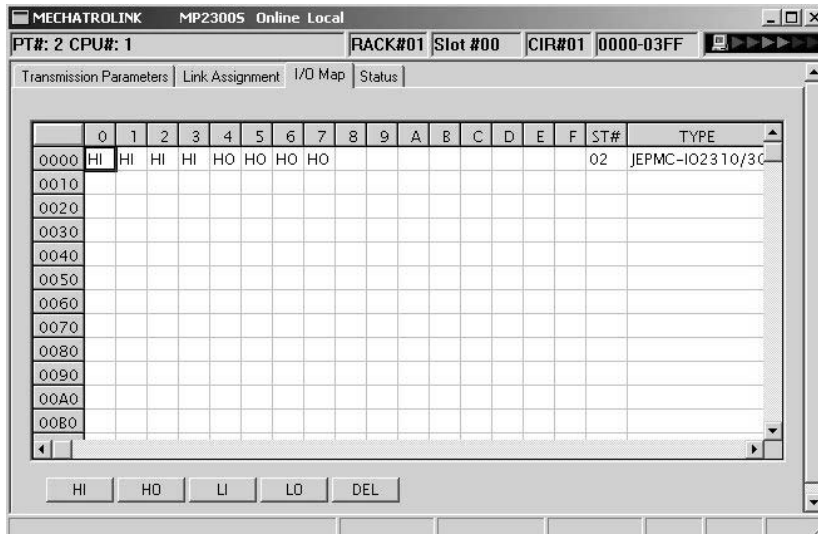 MECHATROLINK MP2300S Online Local
PT#: 2 CPU#: 1 RACK#01 Slot #00 CIR#01 0000-03FF
Transmission Parameters Link Assignment I/O Map Status
0 1 2 3 4 5 6 7 8 9 A B C D E F ST# TYPE
0000 HI HI HI HI HO HO HO HO 02 JEPMC-IO2310/30
0010
0020
0030
0040
0050
0060
0070
0080
0090
00A0
00B0
HI HO LI LO DEL